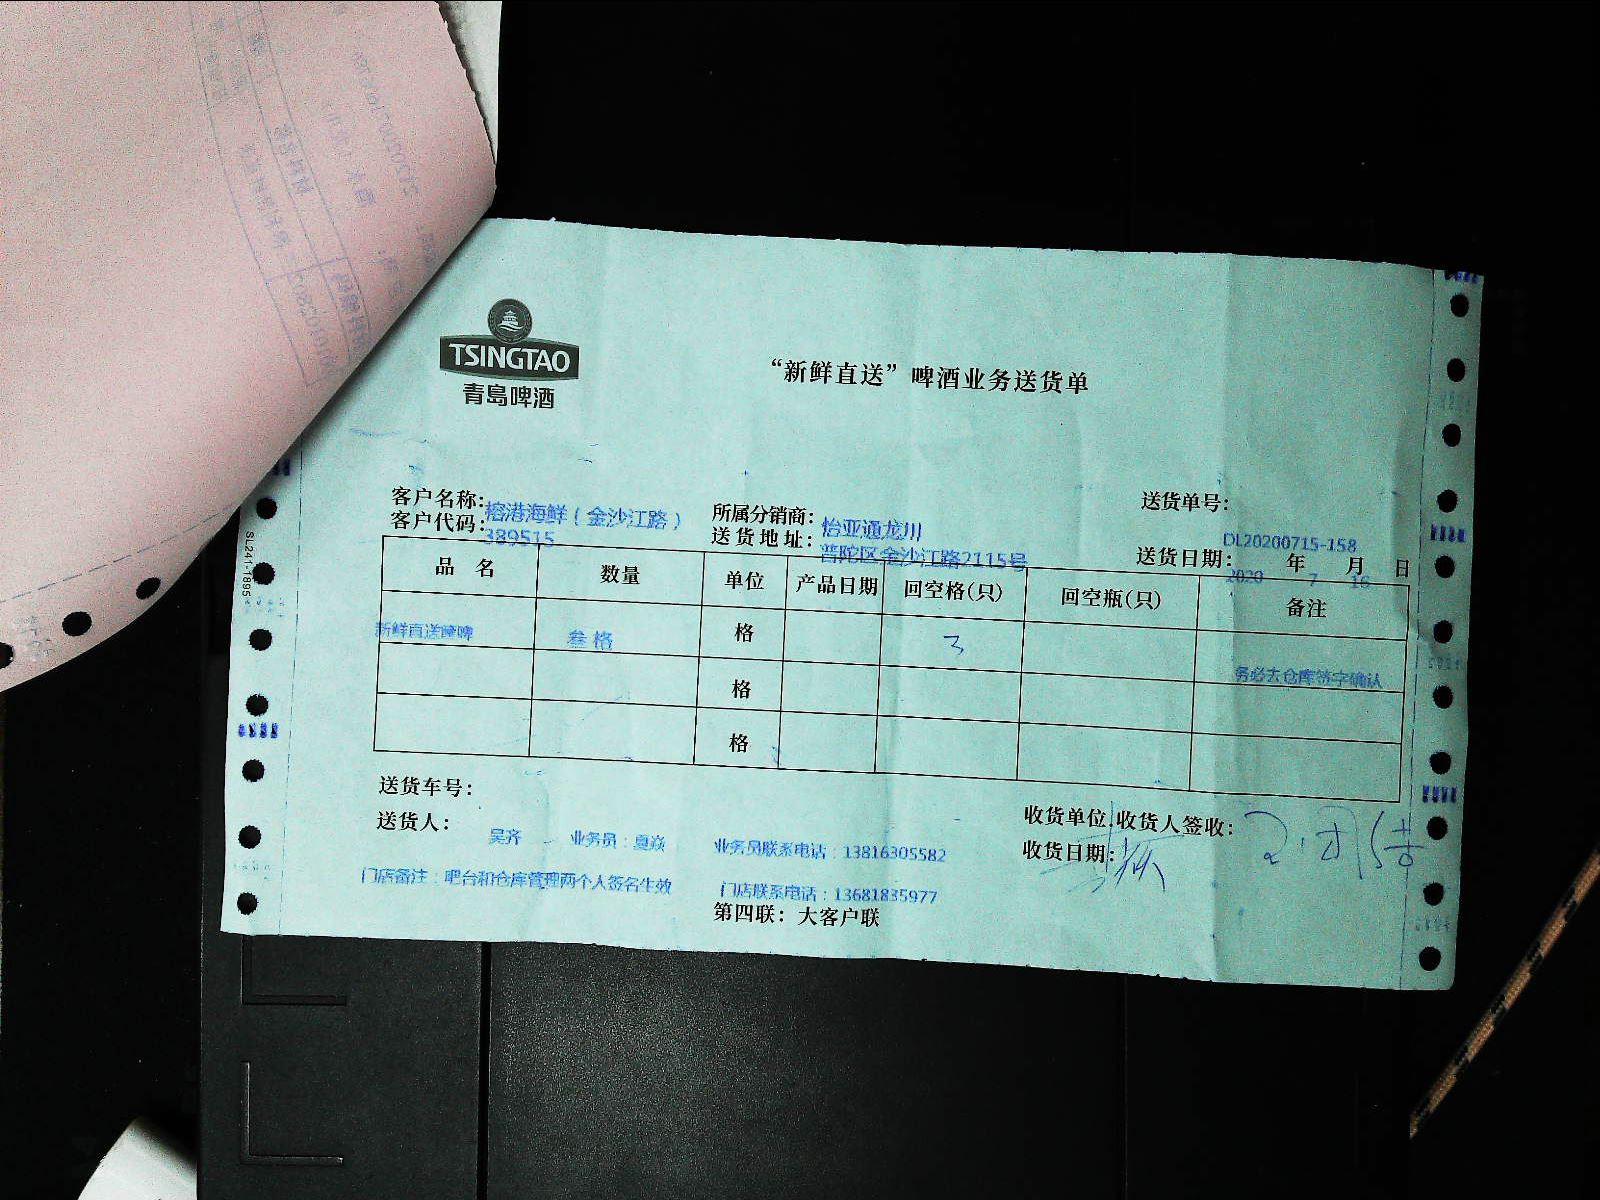 TSINGTAO
青島啤酒
“新鲜直送”啤酒业务送货单
客户名称: 榕港海鲜(金沙江路) 所属分销商: 怡亚通龙川 送货单号: DL20200715-158
客户代码: 389515 送货地址: 普陀区金沙江路2115号 送货日期: 2020 年 7 月 16 日
品 名 数量 单位 产品日期 回空格(只) 回空瓶(只) 备注
新鲜直送 叁格 格 3 务必去仓库签字确认
格
格
送货车号:
送货人: 吴齐 业务员:夏焱 业务员联系电话:13816305582 收货单位.收货人签收:
收货日期:
门店备注:吧台和仓库管理两个人签名生效 门店联系电话:13681835977
第四联: 大客户联
SL241-1895